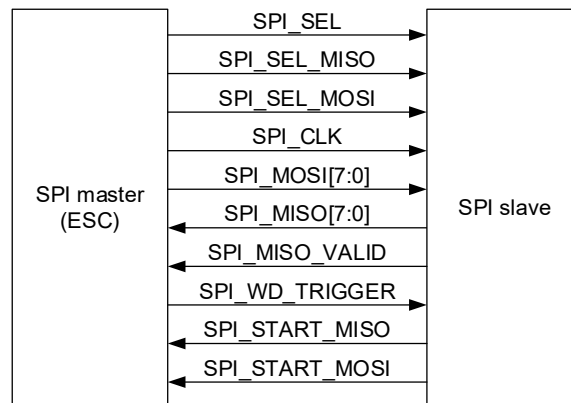 SPI_SEL
SPI_SEL_MISO
SPI_SEL_MOSI
SPI_CLK
SPI_MOSI[7:0]
SPI master
(ESC)
SPI_MISO[7:0]
SPI slave
SPI_MISO_VALID
SPI_WD_TRIGGER
SPI_START_MISO
SPI_START_MOSI